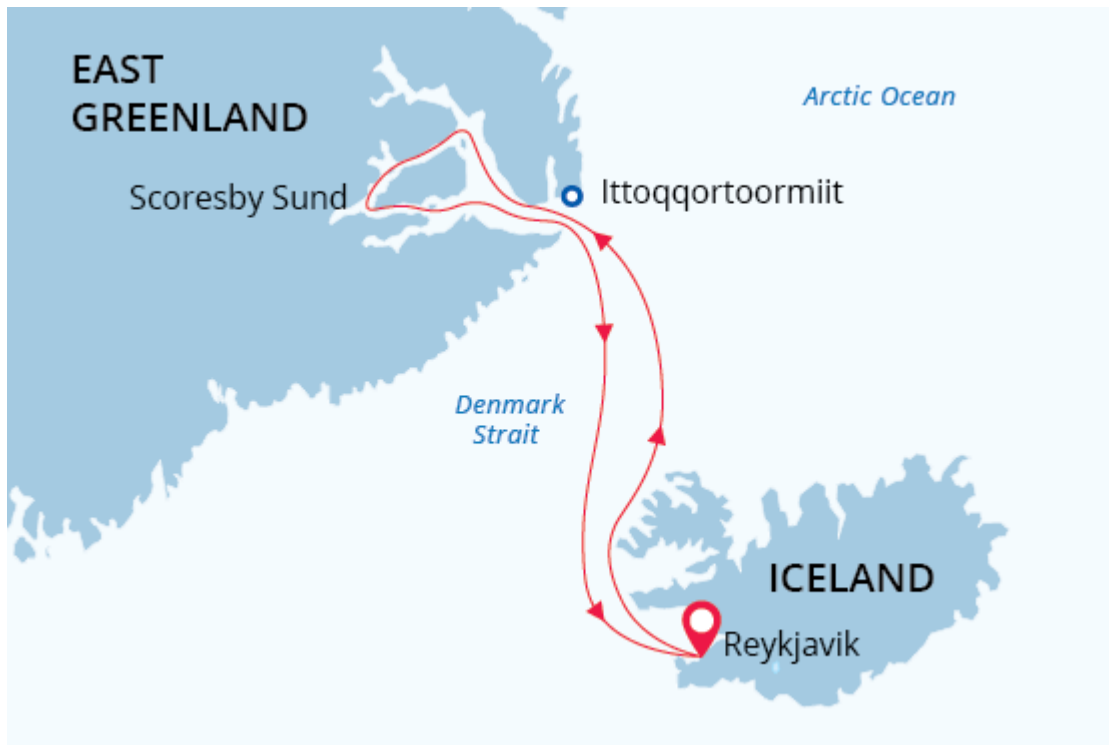 EAST
GREENLAND
Arctic Ocean
Scoresby Sund
Ittoqqortoormiit
Denmark
Strait
ICELAND
Reykjavik